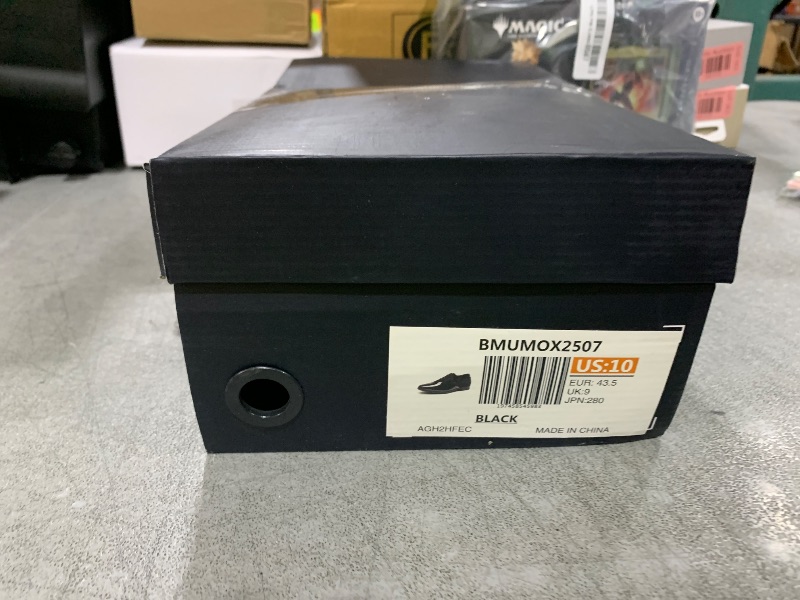 MAGIC
BMUMOX2507
US:10
EUR: 43.5
UK:9
JPN:280
BLACK
AGH2HFEC
MADE IN CHINA